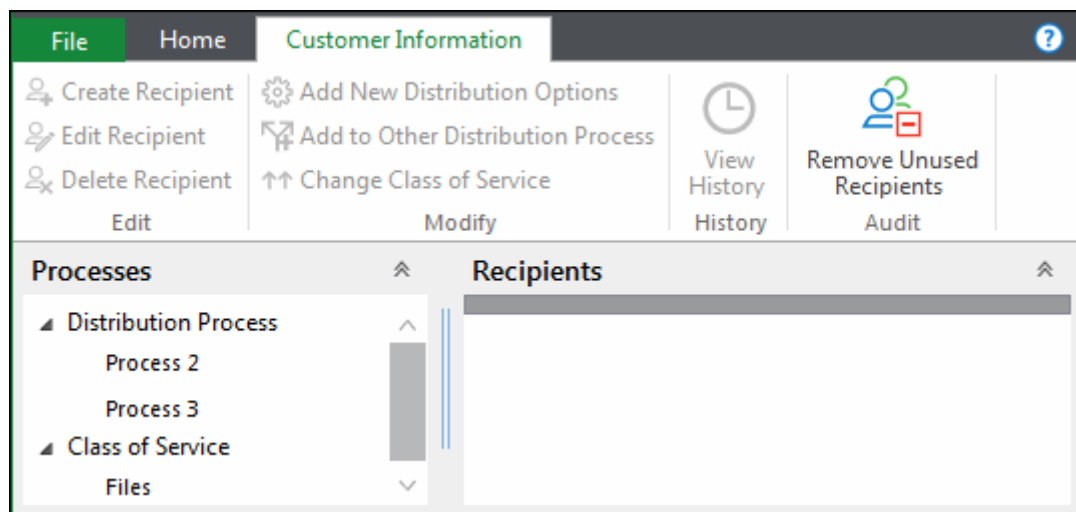 File Home Customer Information ?
Create Recipient Add New Distribution Options
Edit Recipient Add to Other Distribution Process
Delete Recipient Change Class of Service
View History
Remove Unused Recipients
Edit Modify History Audit
Processes Recipients
Distribution Process
Process 2
Process 3
Class of Service
Files